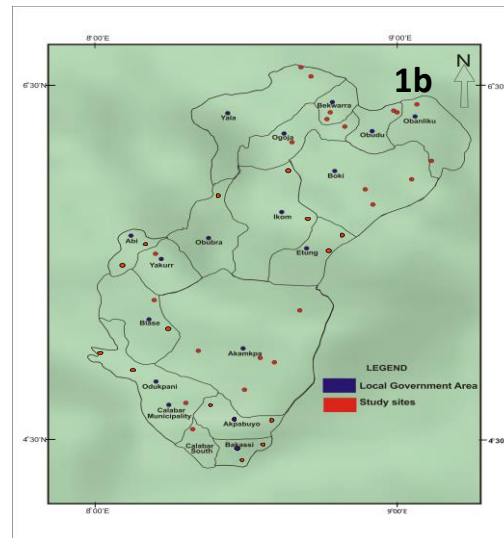 8°00'E
9°00'E
1b
N
6°30'N
6°30'N
Bekwarra
Yala
Obanliku
Ogoja
Obudu
Boki
Ikom
Abi
Obubra
Etung
Yakurr
Biase
Akamkpa
LEGEND
Local Government Area
Study sites
Odukpani
Calabar
Municipality
Akpabuyo
Calabar
South
Bakassi
4°30'N
4°30'N
8°00'E
9°00'E